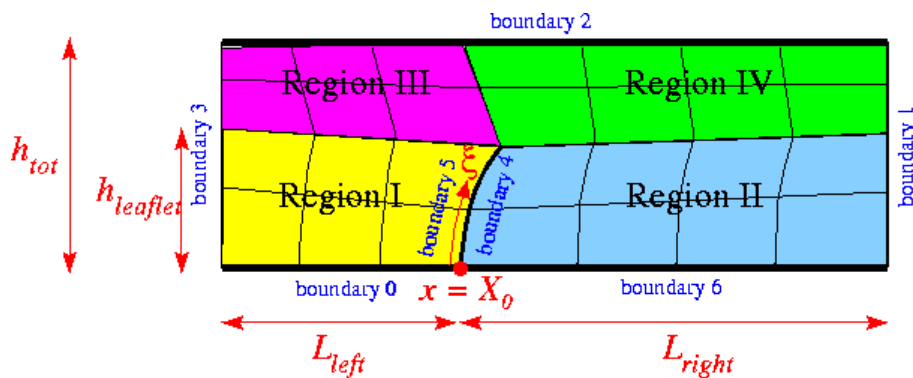 boundary 2
Region III
Region IV
boundary 3
boundary 1
h_tot
h_leaflet
ξ
Region I
boundary 5
boundary 4
Region II
boundary 0
x = X_0
boundary 6
L_left
L_right